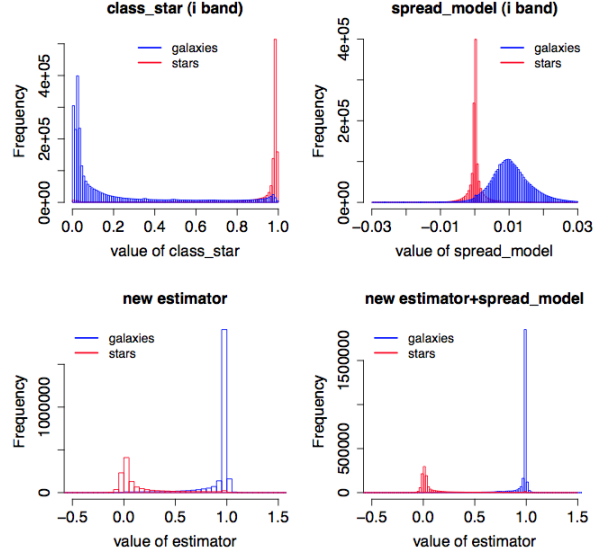 class_star (i band)
galaxies
stars
Frequency
0e+00
2e+05
4e+05
0.0 0.2 0.4 0.6 0.8 1.0
value of class_star
spread_model (i band)
galaxies
stars
Frequency
0e+00
2e+05
4e+05
−0.03 −0.01 0.01 0.03
value of spread_model
new estimator
galaxies
stars
Frequency
0
1000000
−0.5 0.0 0.5 1.0 1.5
value of estimator
new estimator+spread_model
galaxies
stars
Frequency
0
500000
1500000
−0.5 0.0 0.5 1.0 1.5
value of estimator